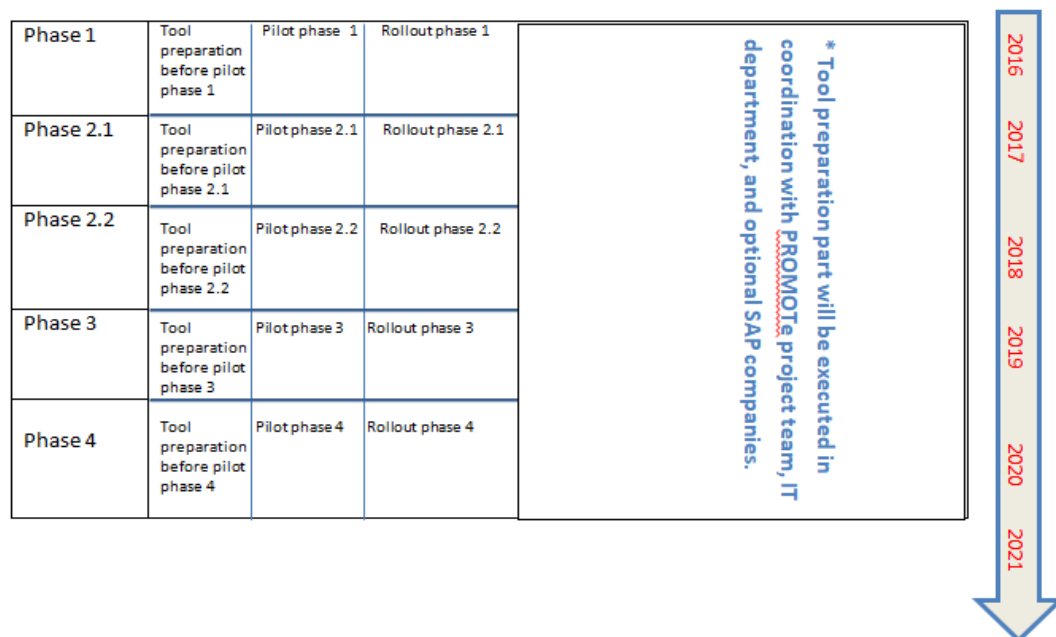 Phase 1
Tool
preparation
before pilot
phase 1
Pilot phase 1
Rollout phase 1
Phase 2.1
Tool
preparation
before pilot
phase 2.1
Pilot phase 2.1
Rollout phase 2.1
Phase 2.2
Tool
preparation
before pilot
phase 2.2
Pilot phase 2.2
Rollout phase 2.2
Phase 3
Tool
preparation
before pilot
phase 3
Pilot phase 3
Rollout phase 3
Phase 4
Tool
preparation
before pilot
phase 4
Pilot phase 4
Rollout phase 4
* Tool preparation part will be executed in
coordination with PROMOTe project team, IT
department, and optional SAP companies.
2016
2017
2018
2019
2020
2021